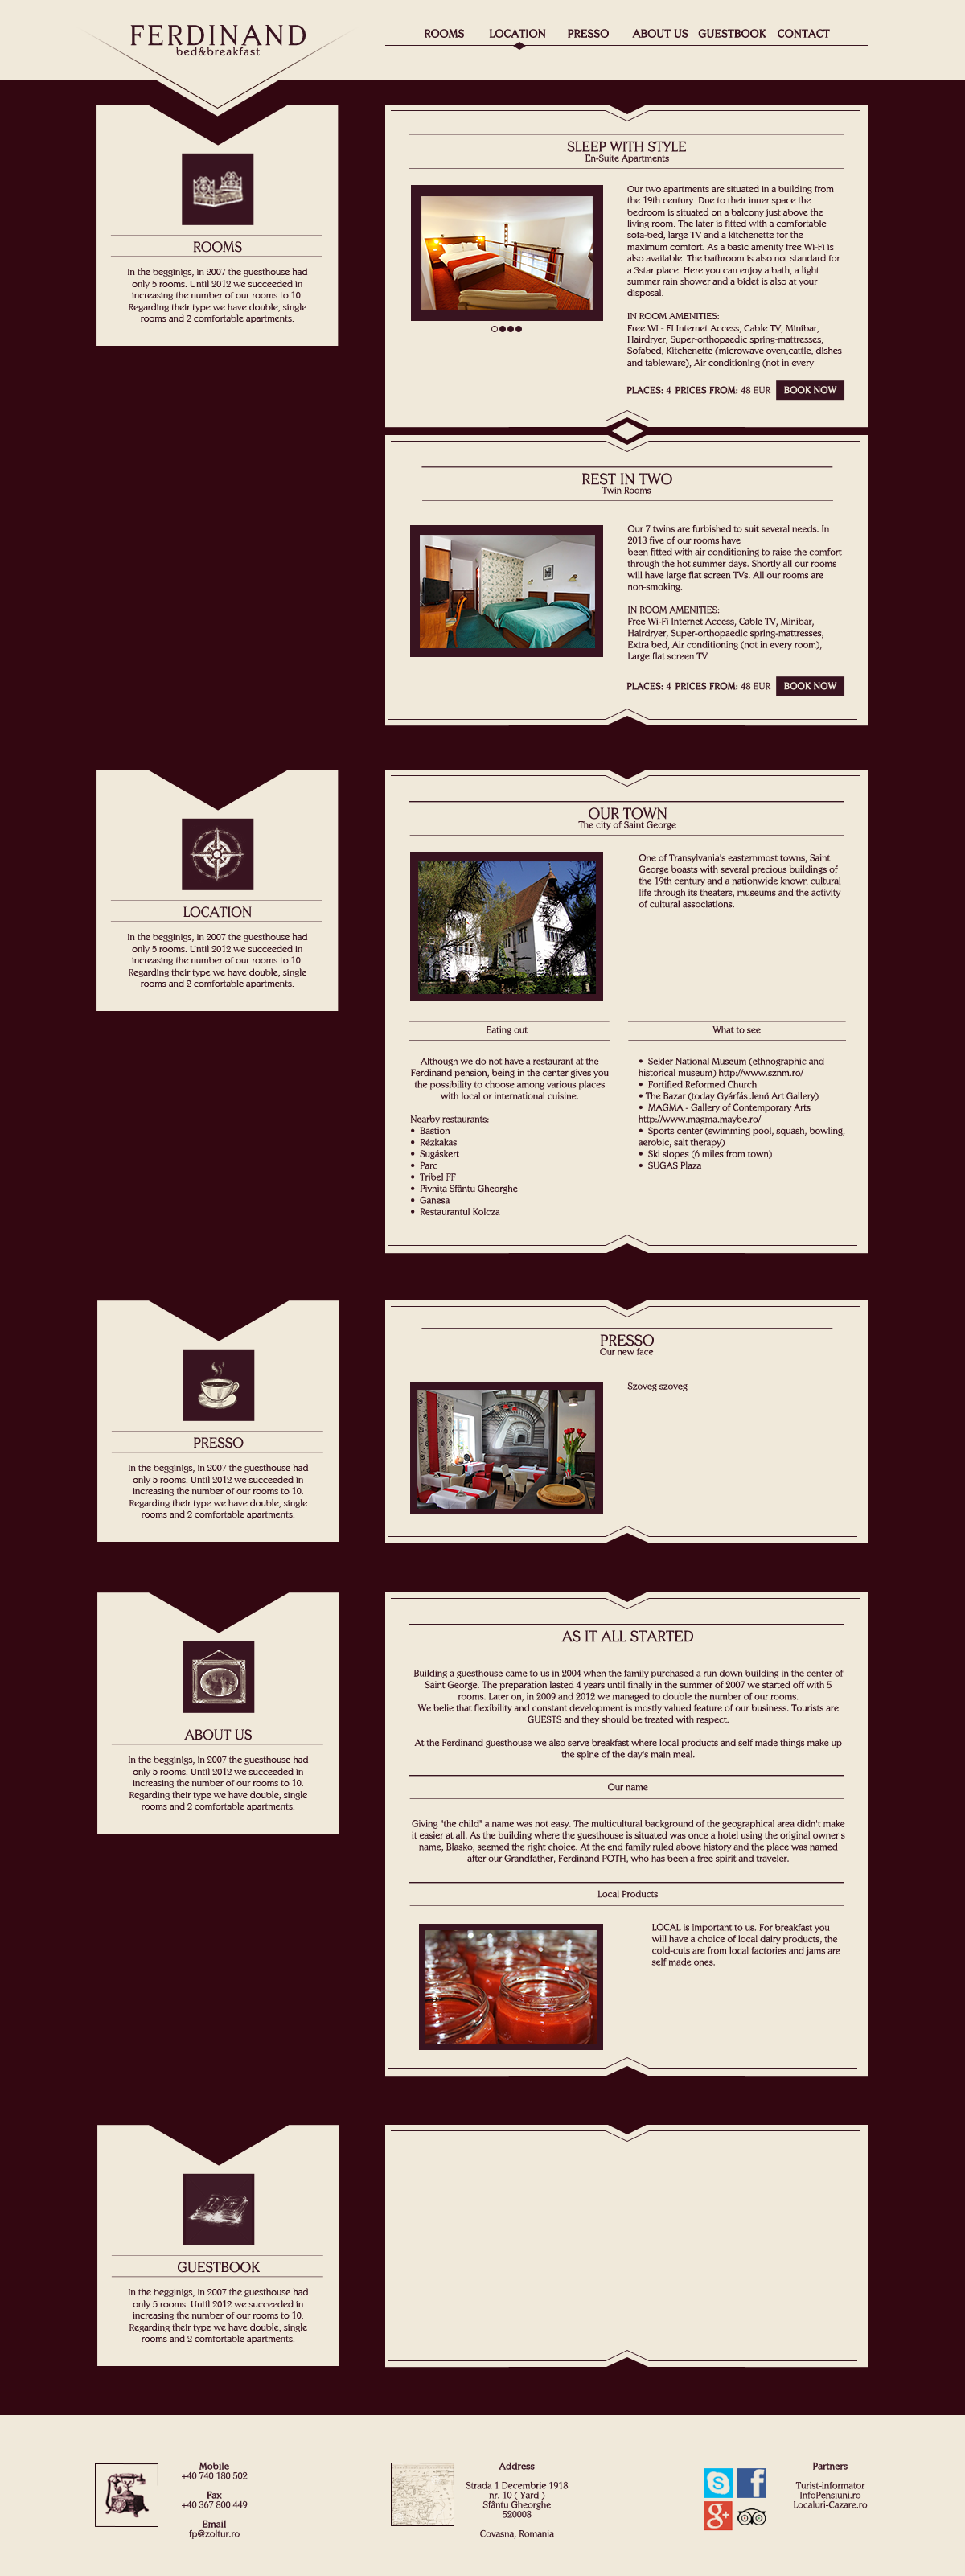 FERDINAND
bed&breakfast
ROOMS LOCATION PRESSO ABOUT US GUESTBOOK CONTACT
ROOMS
In the begginigs, in 2007 the guesthouse had
only 5 rooms. Until 2012 we succeeded in
increasing the number of our rooms to 10.
Regarding their type we have double, single
rooms and 2 comfortable apartments.
SLEEP WITH STYLE
En-Suite Apartments
Our two apartments are situated in a building from
the 19th century. Due to their inner space the
bedroom is situated on a balcony just above the
living room. The later is fitted with a comfortable
sofa-bed, large TV and a kitchenette for the
maximum comfort. As a basic amenity free Wi-Fi is
also available. The bathroom is also not standard for
a 3star place. Here you can enjoy a bath, a light
summer rain shower and a bidet is also at your
disposal.
IN ROOM AMENITIES:
Free WI - FI Internet Access, Cable TV, Minibar,
Hairdryer, Super-orthopaedic spring-mattresses,
Sofabed, Kitchenette (microwave oven,cattle, dishes
and tableware), Air conditioning (not in every
PLACES: 4 PRICES FROM: 48 EUR BOOK NOW
REST IN TWO
Twin Rooms
Our 7 twins are furbished to suit several needs. In
2013 five of our rooms have
been fitted with air conditioning to raise the comfort
through the hot summer days. Shortly all our rooms
will have large flat screen TVs. All our rooms are
non-smoking.
IN ROOM AMENITIES:
Free Wi-Fi Internet Access, Cable TV, Minibar,
Hairdryer, Super-orthopaedic spring-mattresses,
Extra bed, Air conditioning (not in every room),
Large flat screen TV
PLACES: 4 PRICES FROM: 48 EUR BOOK NOW
LOCATION
In the begginigs, in 2007 the guesthouse had
only 5 rooms. Until 2012 we succeeded in
increasing the number of our rooms to 10.
Regarding their type we have double, single
rooms and 2 comfortable apartments.
OUR TOWN
The city of Saint George
One of Transylvania's easternmost towns, Saint
George boasts with several precious buildings of
the 19th century and a nationwide known cultural
life through its theaters, museums and the activity
of cultural associations.
Eating out
Although we do not have a restaurant at the
Ferdinand pension, being in the center gives you
the possibility to choose among various places
with local or international cuisine.
Nearby restaurants:
• Bastion
• Rézkakas
• Sugáskert
• Parc
• Tribel FF
• Pivnița Sfântu Gheorghe
• Ganesa
• Restaurantul Kolcza
What to see
• Sekler National Museum (ethnographic and
historical museum) http://www.sznm.ro/
• Fortified Reformed Church
• The Bazar (today Gyárfás Jenő Art Gallery)
• MAGMA - Gallery of Contemporary Arts
http://www.magma.maybe.ro/
• Sports center (swimming pool, squash, bowling,
aerobic, salt therapy)
• Ski slopes (6 miles from town)
• SUGAS Plaza
PRESSO
In the begginigs, in 2007 the guesthouse had
only 5 rooms. Until 2012 we succeeded in
increasing the number of our rooms to 10.
Regarding their type we have double, single
rooms and 2 comfortable apartments.
PRESSO
Our new face
Szoveg szoveg
ABOUT US
In the begginigs, in 2007 the guesthouse had
only 5 rooms. Until 2012 we succeeded in
increasing the number of our rooms to 10.
Regarding their type we have double, single
rooms and 2 comfortable apartments.
AS IT ALL STARTED
Building a guesthouse came to us in 2004 when the family purchased a run down building in the center of
Saint George. The preparation lasted 4 years until finally in the summer of 2007 we started off with 5
rooms. Later on, in 2009 and 2012 we managed to double the number of our rooms.
We belie that flexibility and constant development is mostly valued feature of our business. Tourists are
GUESTS and they should be treated with respect.
At the Ferdinand guesthouse we also serve breakfast where local products and self made things make up
the spine of the day's main meal.
Our name
Giving "the child" a name was not easy. The multicultural background of the geographical area didn't make
it easier at all. As the building where the guesthouse is situated was once a hotel using the original owner's
name, Blasko, seemed the right choice. At the end family ruled above history and the place was named
after our Grandfather, Ferdinand POTH, who has been a free spirit and traveler.
Local Products
LOCAL is important to us. For breakfast you
will have a choice of local dairy products, the
cold-cuts are from local factories and jams are
self made ones.
GUESTBOOK
In the begginigs, in 2007 the guesthouse had
only 5 rooms. Until 2012 we succeeded in
increasing the number of our rooms to 10.
Regarding their type we have double, single
rooms and 2 comfortable apartments.
Mobile
+40 740 180 502
Fax
+40 367 800 449
Email
fp@zoltur.ro
Address
Strada 1 Decembrie 1918
nr. 10 ( Yard )
Sfântu Gheorghe
520008
Covasna, Romania
Partners
Turist-informator
InfoPensiuni.ro
Localuri-Cazare.ro